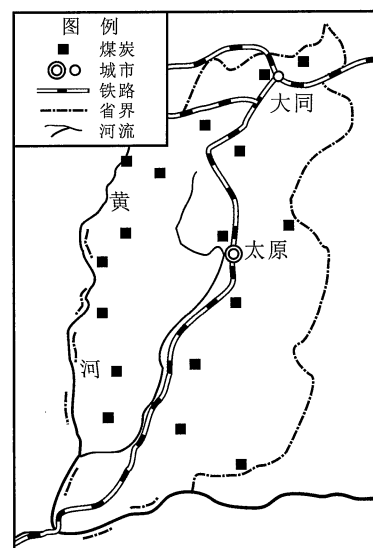 图 例
煤炭
城市
铁路
省界
河流
大同
黄
太原
河